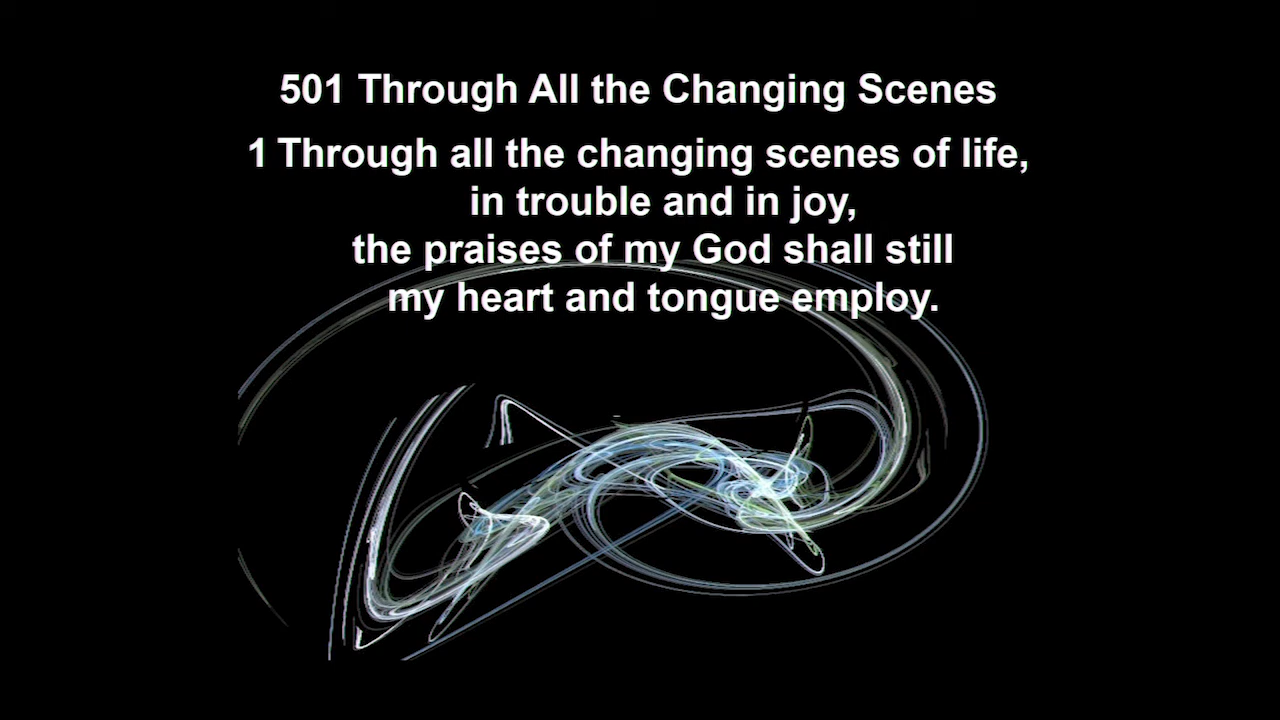 501 Through All the Changing Scenes
1 Through all the changing scenes of life,
in trouble and in joy,
the praises of my God shall still
my heart and tongue employ.